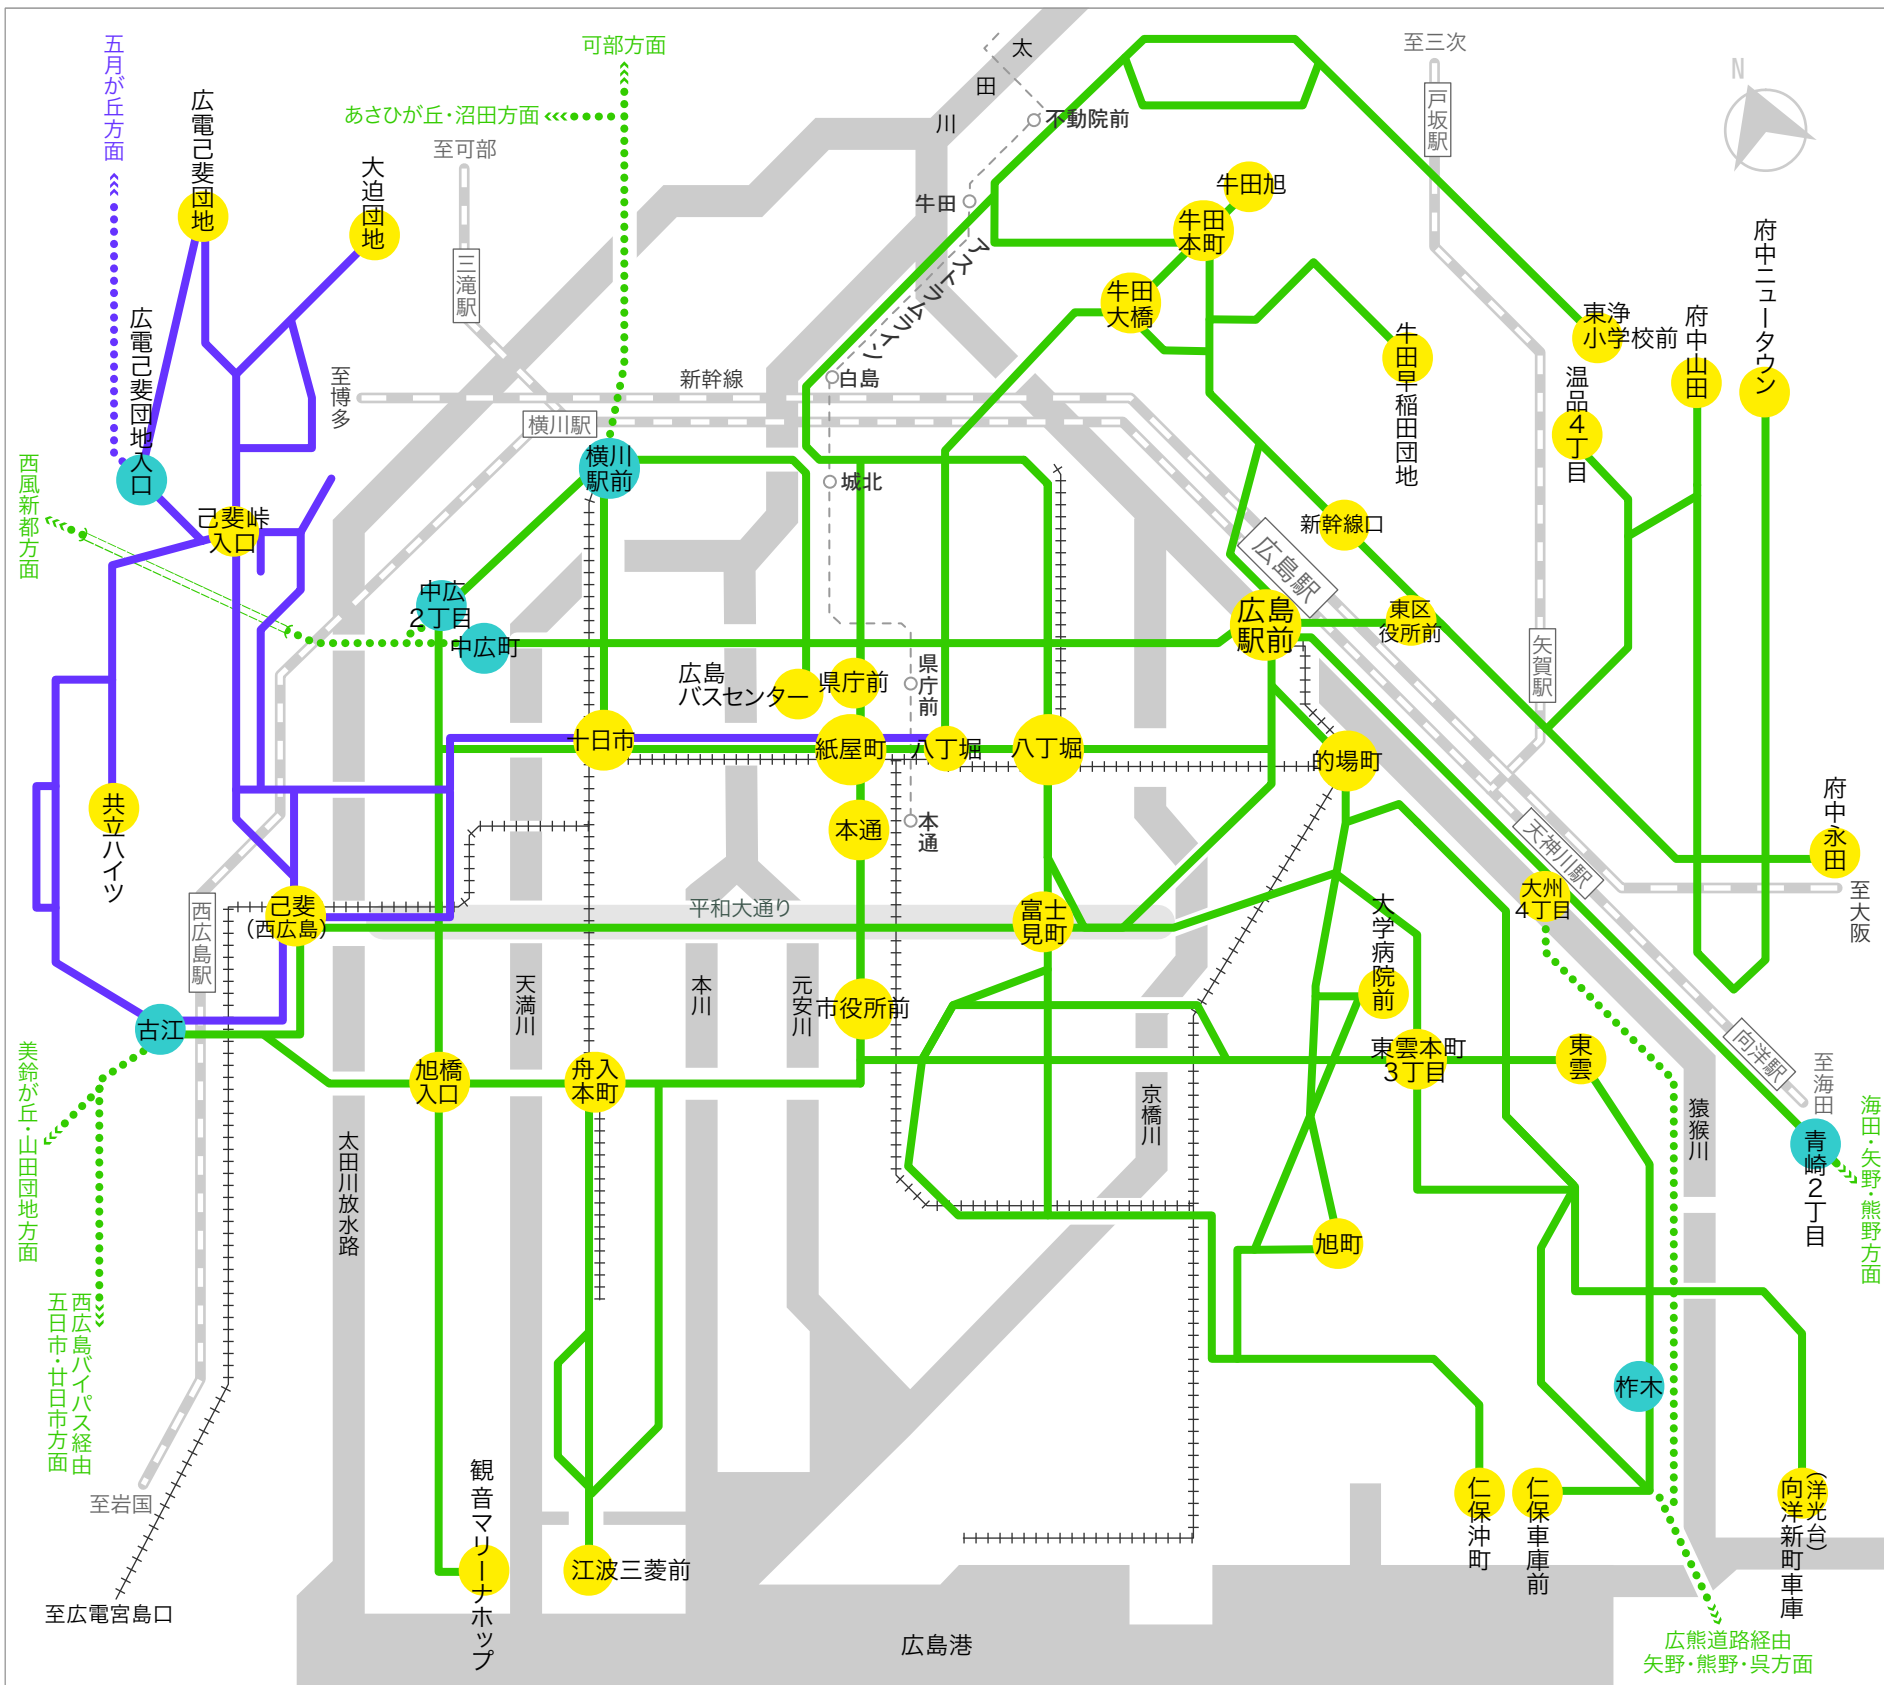 五月が丘方面
広電己斐団地
大迫団地
あさひが丘・沼田方面
可部方面
至可部
三滝駅
太田川
不動院前
牛田
アストラムライン
白島
城北
県庁前
本通
至三次
戸坂駅
N
牛田旭
牛田
本町
牛田
大橋
牛田早稲田団地
東浄
小学校前
温品4丁目
府中山田
府中ニュータウン
広電己斐団地入口
至博多
新幹線
横川駅
横川
駅前
西風新都方面
己斐峠
入口
中広
2丁目
中広町
広島
バスセンター
県庁前
新幹線口
広島駅
広島
駅前
東区
役所前
矢賀駅
十日市
紙屋町
八丁堀
八丁堀
的場町
共立ハイツ
本通
府中永田
天神川駅
至大阪
西広島駅
己斐
(西広島)
平和大通り
富士
見町
大学病院前
大州
4丁目
古江
天満川
本川
元安川
市役所前
東雲本町
3丁目
東雲
向洋駅
至海田
美鈴が丘・山田団地方面
旭橋
入口
舟入
本町
京橋川
猿猴川
青崎2丁目
海田・矢野・熊野方面
太田川放水路
旭町
西広島バイパス経由
五日市・廿日市方面
柞木
至岩国
観音マリーナホップ
江波三菱前
仁保沖町
仁保車庫前
向洋新町車庫
(洋光台)
至広電宮島口
広島港
広熊道路経由
矢野・熊野・呉方面